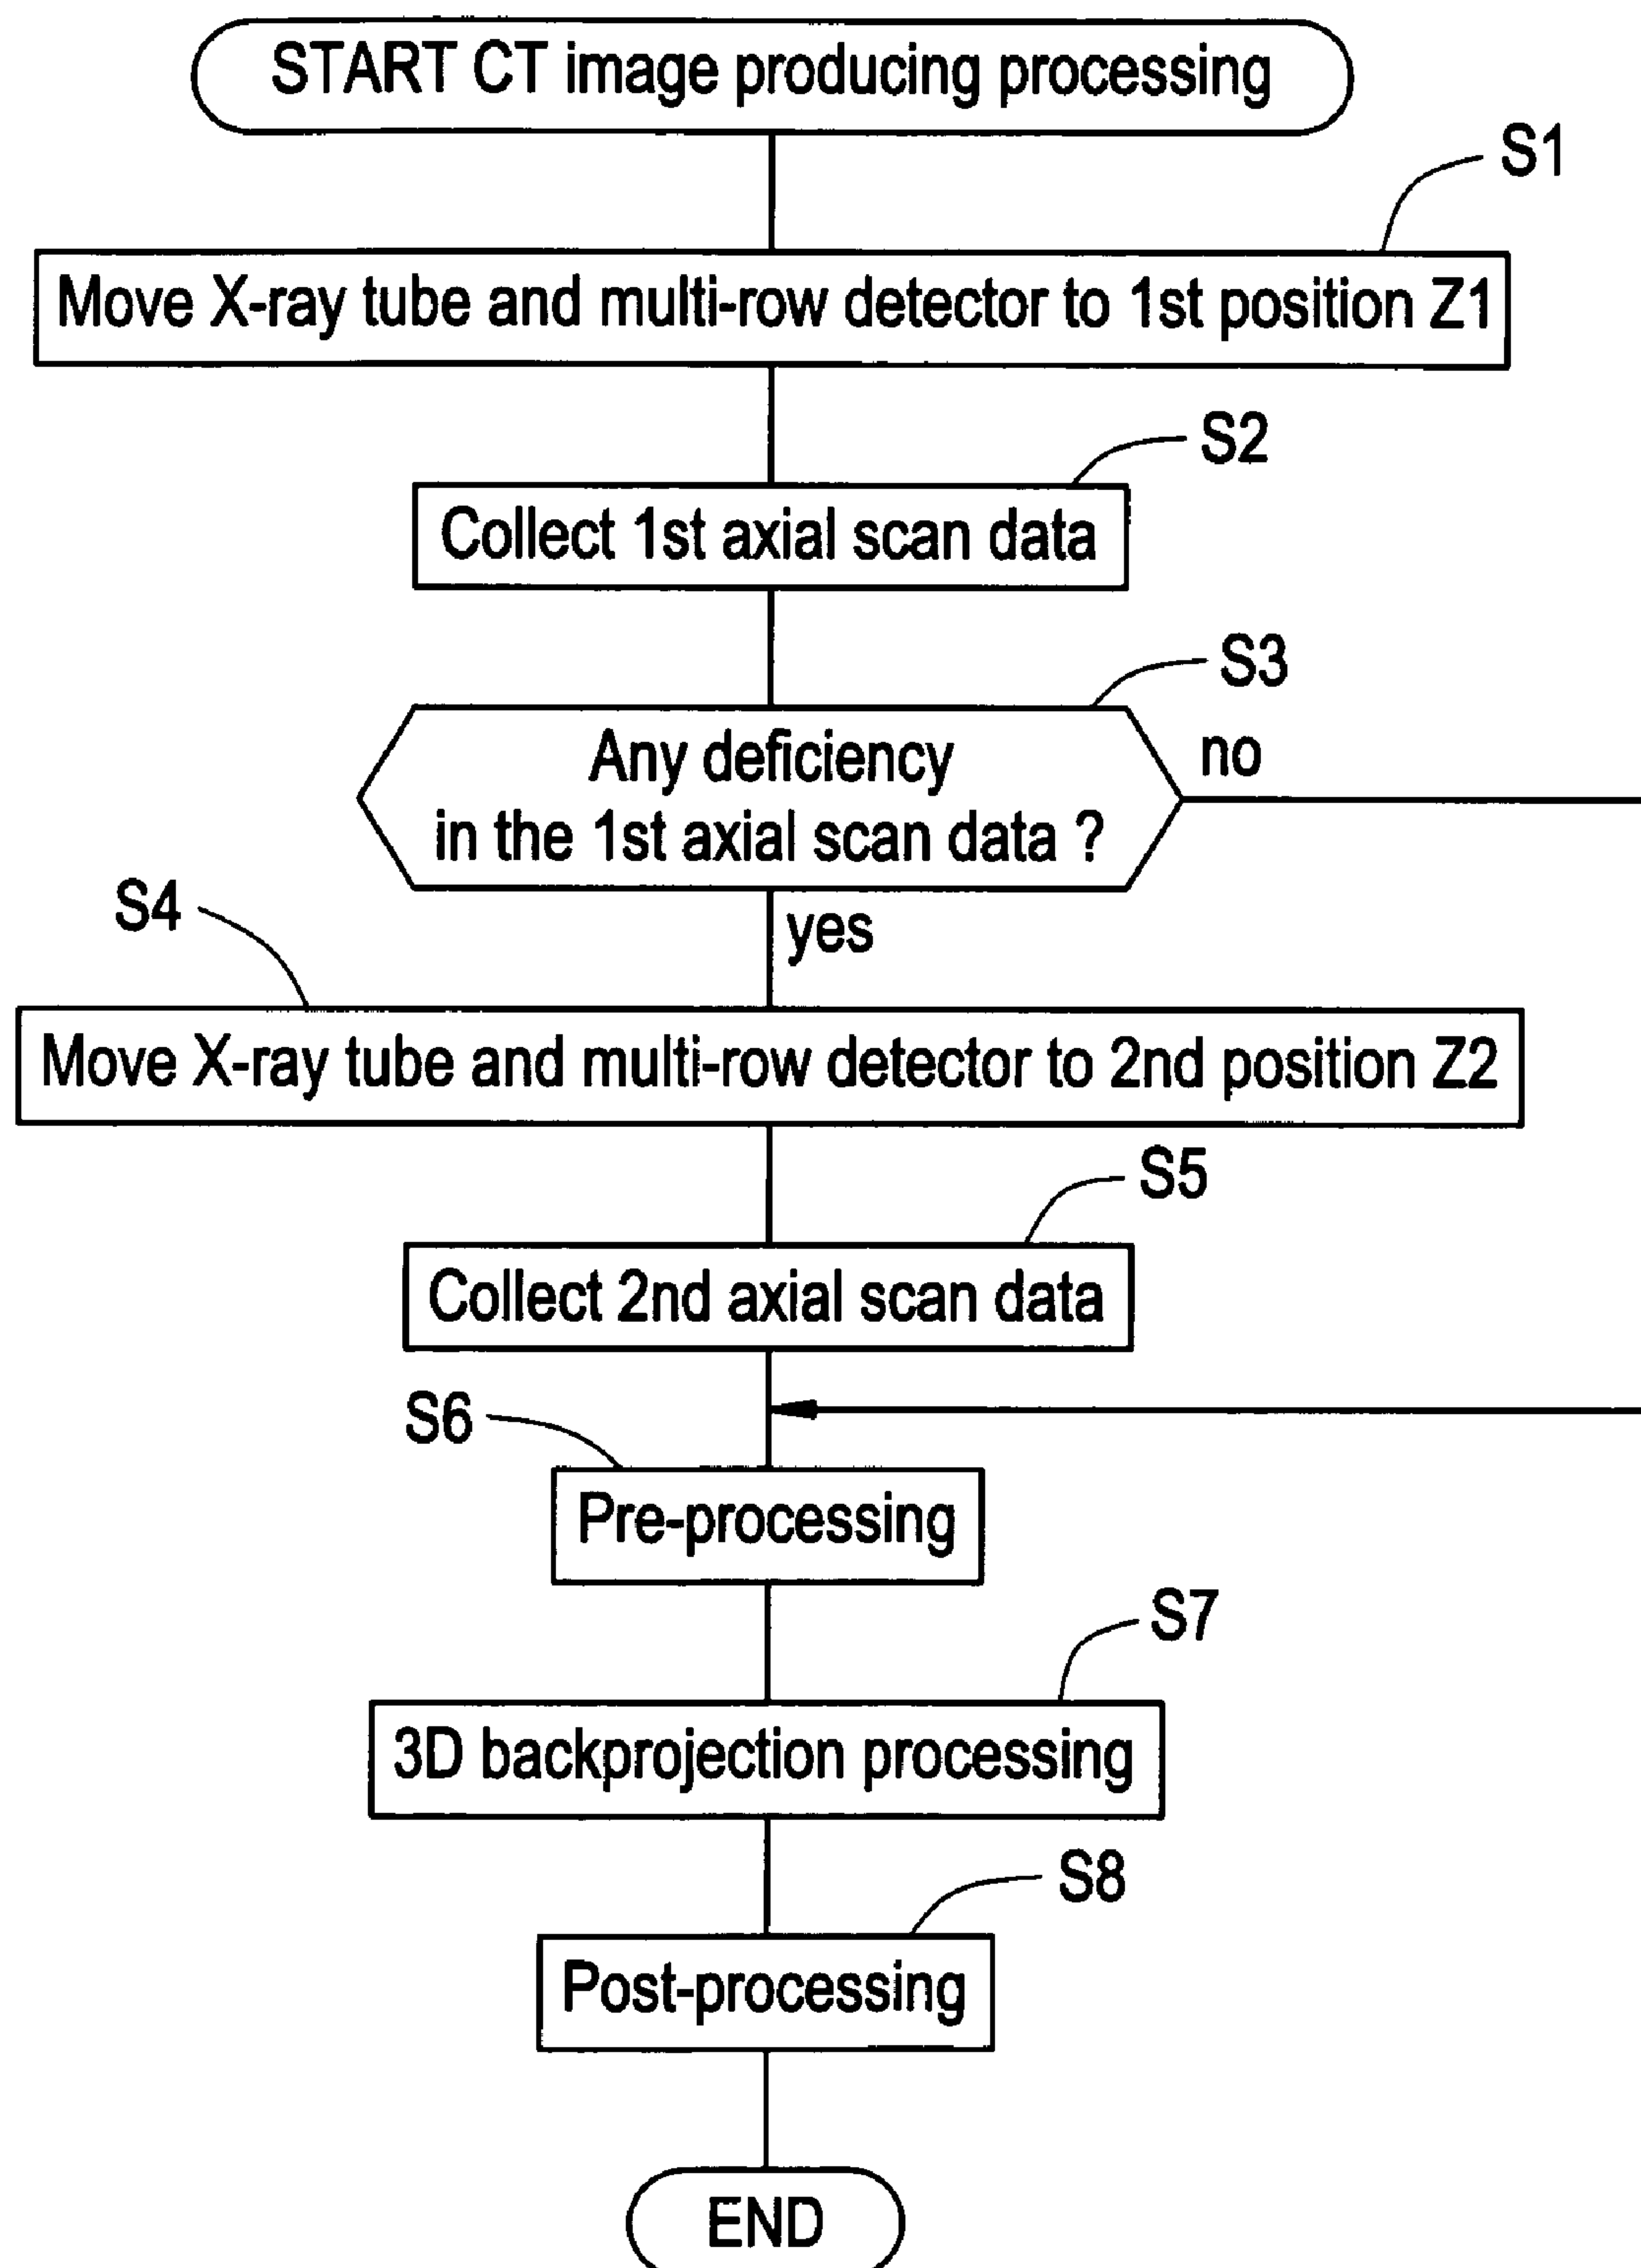 START CT image producing processing
S1
Move X-ray tube and multi-row detector to 1st position Z1
S2
Collect 1st axial scan data
S3
Any deficiency
in the 1st axial scan data ?
no
yes
S4
Move X-ray tube and multi-row detector to 2nd position Z2
S5
Collect 2nd axial scan data
S6
Pre-processing
S7
3D backprojection processing
S8
Post-processing
END